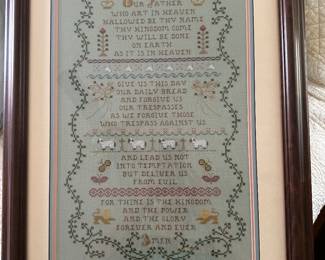 OUR FATHER
WHO ART IN HEAVEN
HALLOWED BE THY NAME
THY KINGDOM COME
THY WILL BE DONE
ON EARTH
AS IT IS IN HEAVEN
GIVE US THIS DAY
OUR DAILY BREAD
AND FORGIVE US
OUR TRESPASSES
AS WE FORGIVE THOSE
WHO TRESPASS AGAINST US
AND LEAD US NOT
INTO TEMPTATION
BUT DELIVER US
FROM EVIL
FOR THINE IS THE KINGDOM
AND THE POWER
AND THE GLORY
FOREVER AND EVER
AMEN